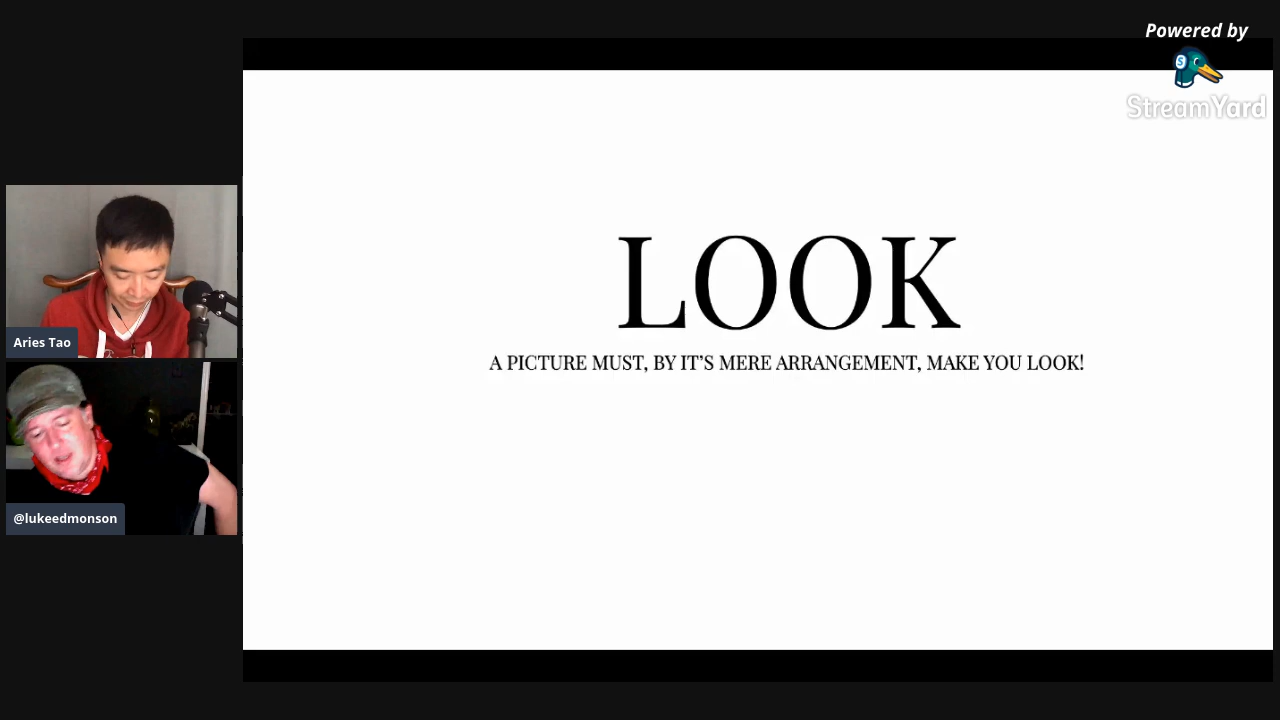 Powered by
StreamYard
LOOK
A PICTURE MUST, BY IT’S MERE ARRANGEMENT, MAKE YOU LOOK!
Aries Tao
@lukeedmonson